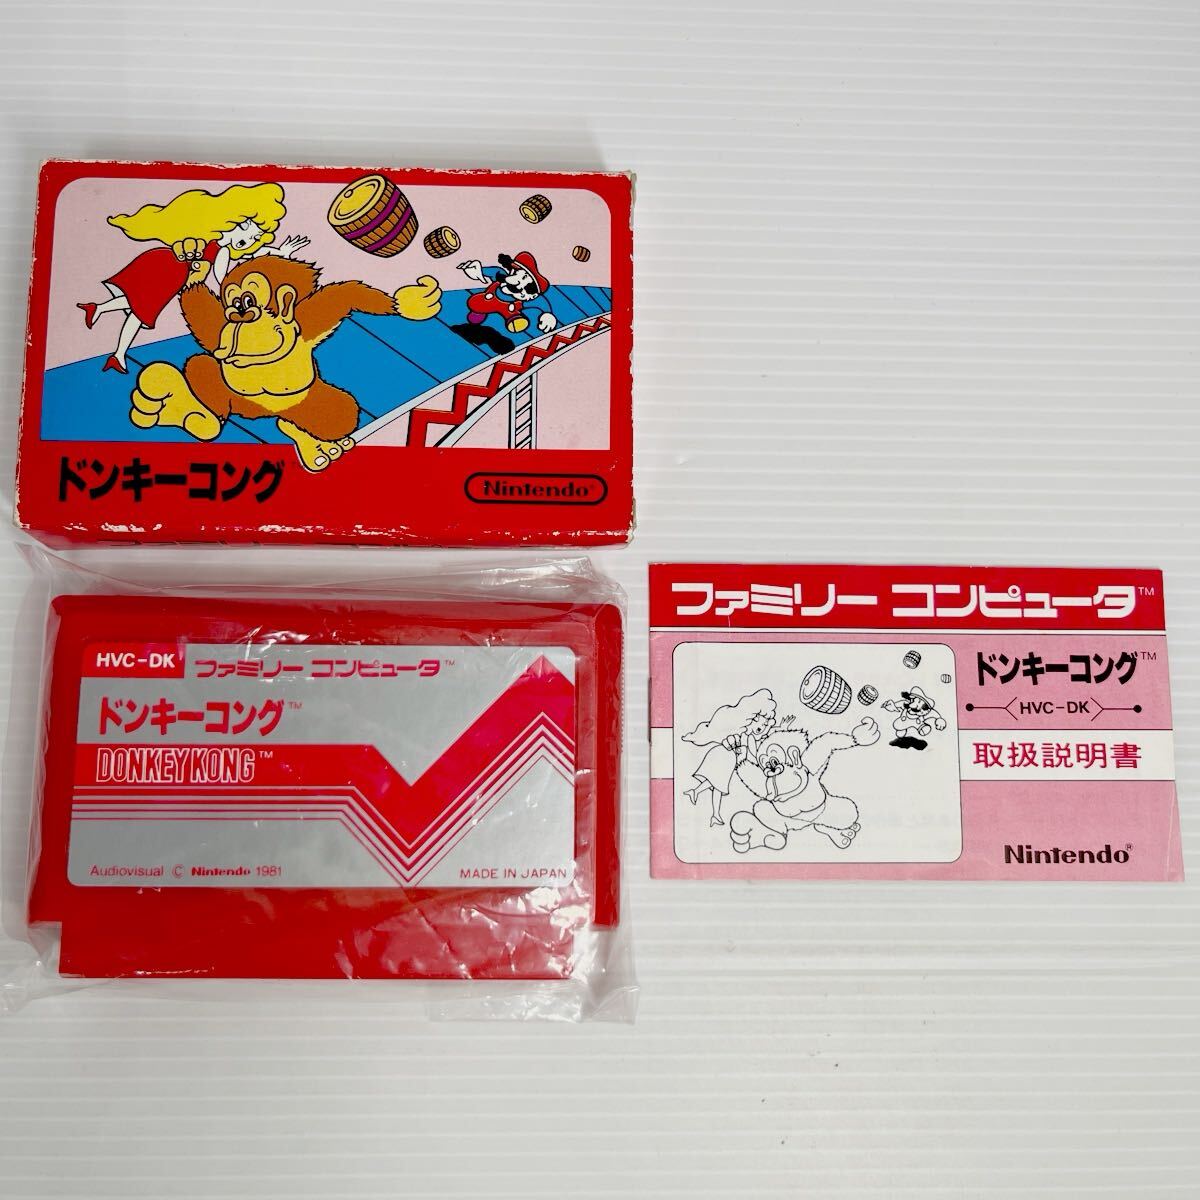 ドンキーコング
Nintendo®
HVC-DK
ファミリー コンピュータ™
ドンキーコング™
DONKEY KONG™
Audiovisual © Nintendo 1981
MADE IN JAPAN
ファミリー コンピュータ™
ドンキーコング™
HVC-DK
取扱説明書
Nintendo®